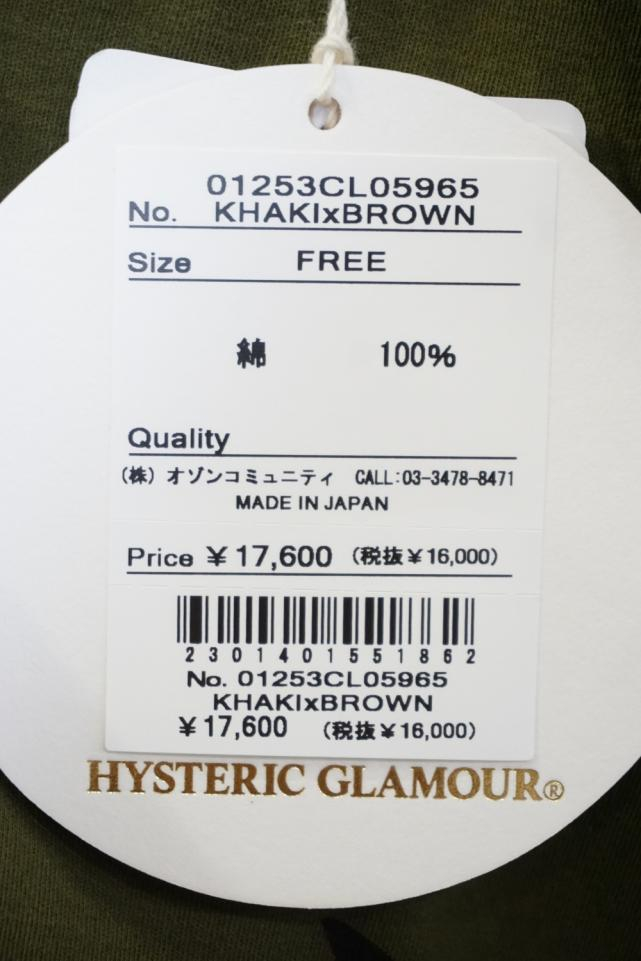 01253CL05965
No. KHAKIxBROWN
Size FREE
綿 100%
Quality
(株) オゾンコミュニティ CALL:03-3478-8471
MADE IN JAPAN
Price ¥17,600 (税抜¥16,000)
2301401551862
No. 01253CL05965
KHAKIxBROWN
¥17,600 (税抜¥16,000)
HYSTERIC GLAMOUR®